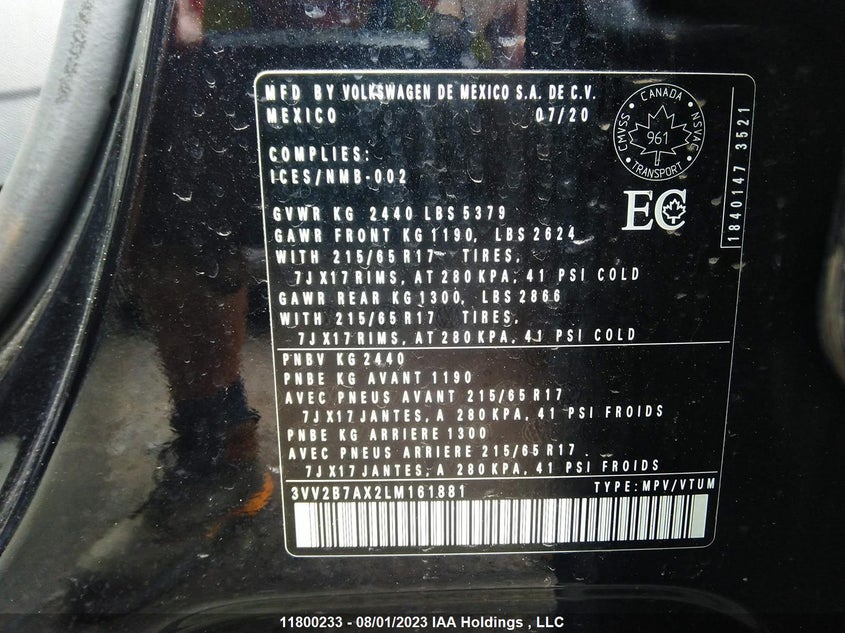 MFD BY VOLKSWAGEN DE MEXICO S.A. DE C.V.
MEXICO 07/20
CANADA
CMVSS NSVAC
961
TRANSPORT
COMPLIES:
ICES/NMB-002
EC
1840147 3521
GVWR KG 2440 LBS 5379
GAWR FRONT KG 1190, LBS 2624
WITH 215/65 R17 TIRES,
7J X17 RIMS, AT 280 KPA, 41 PSI COLD
GAWR REAR KG 1300, LBS 2866
WITH 215/65 R17 TIRES,
7J X17 RIMS, AT 280 KPA, 41 PSI COLD
PNBV KG 2440
PNBE KG AVANT 1190
AVEC PNEUS AVANT 215/65 R17
7J X17 JANTES, A 280 KPA, 41 PSI FROIDS
PNBE KG ARRIERE 1300
AVEC PNEUS ARRIERE 215/65 R17
7J X17 JANTES, A 280 KPA, 41 PSI FROIDS
3VV2B7AX2LM161881 TYPE: MPV/VTUM
11800233 - 08/01/2023 IAA Holdings , LLC